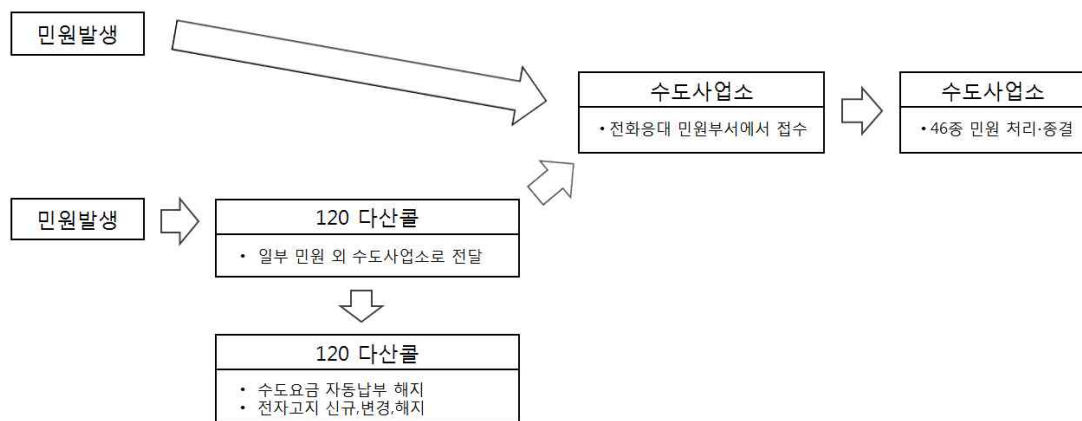 민원발생
수도사업소
• 전화응대 민원부서에서 접수
수도사업소
• 46종 민원 처리·종결
민원발생
120 다산콜
• 일부 민원 외 수도사업소로 전달
120 다산콜
• 수도요금 자동납부 해지
• 전자고지 신규,변경,해지